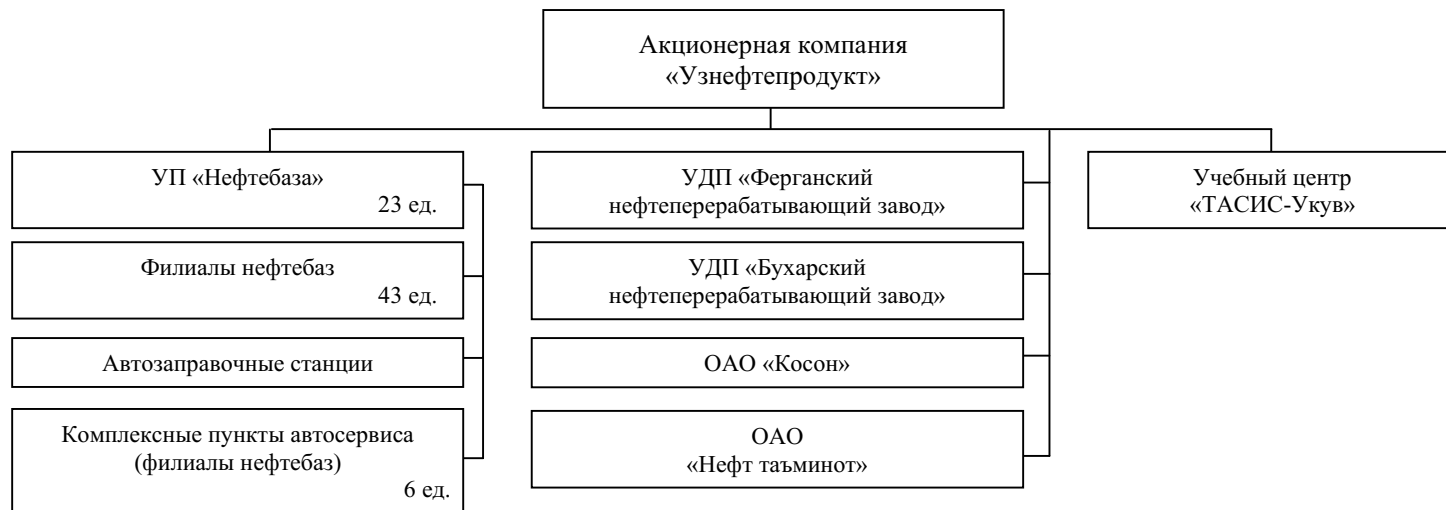 Акционерная компания
«Узнефтепродукт»
УП «Нефтебаза»
23 ед.
Филиалы нефтебаз
43 ед.
Автозаправочные станции
Комплексные пункты автосервиса
(филиалы нефтебаз)
6 ед.
УДП «Ферганский
нефтеперерабатывающий завод»
УДП «Бухарский
нефтеперерабатывающий завод»
ОАО «Косон»
ОАО
«Нефт таъминот»
Учебный центр
«ТАСИС-Укув»